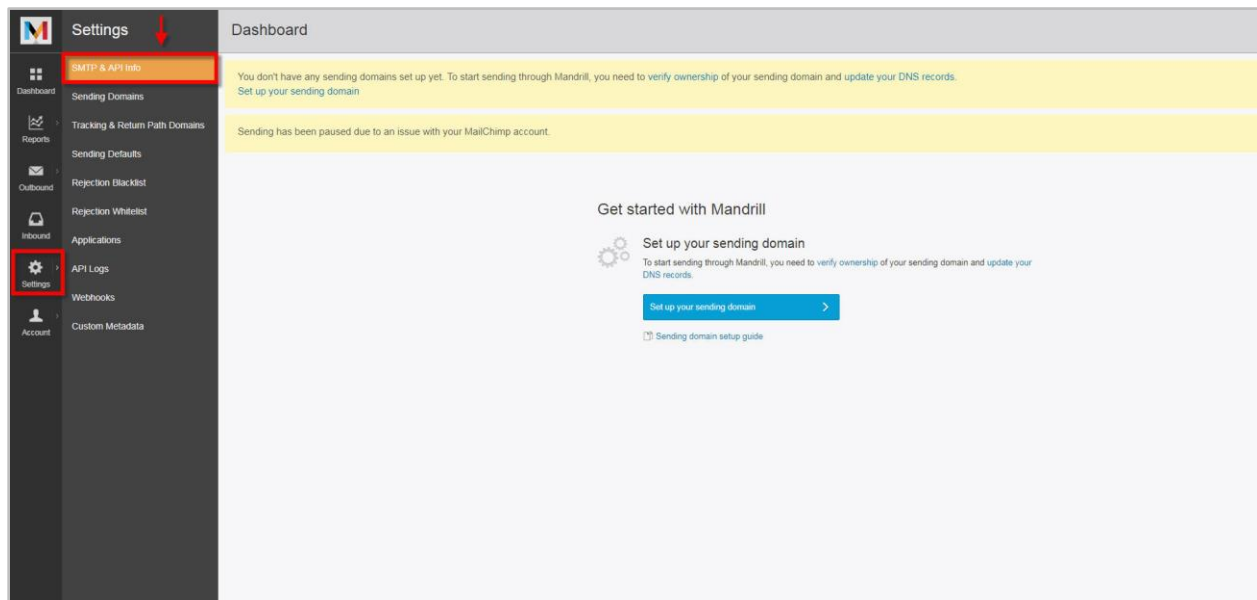 Settings
Dashboard
Dashboard
Reports
Outbound
Inbound
Settings
Account
SMTP & API Info
Sending Domains
Tracking & Return Path Domains
Sending Defaults
Rejection Blacklist
Rejection Whitelist
Applications
API Logs
Webhooks
Custom Metadata
You don't have any sending domains set up yet. To start sending through Mandrill, you need to verify ownership of your sending domain and update your DNS records.
Set up your sending domain
Sending has been paused due to an issue with your MailChimp account.
Get started with Mandrill
Set up your sending domain
To start sending through Mandrill, you need to verify ownership of your sending domain and update your
DNS records.
Set up your sending domain
Sending domain setup guide